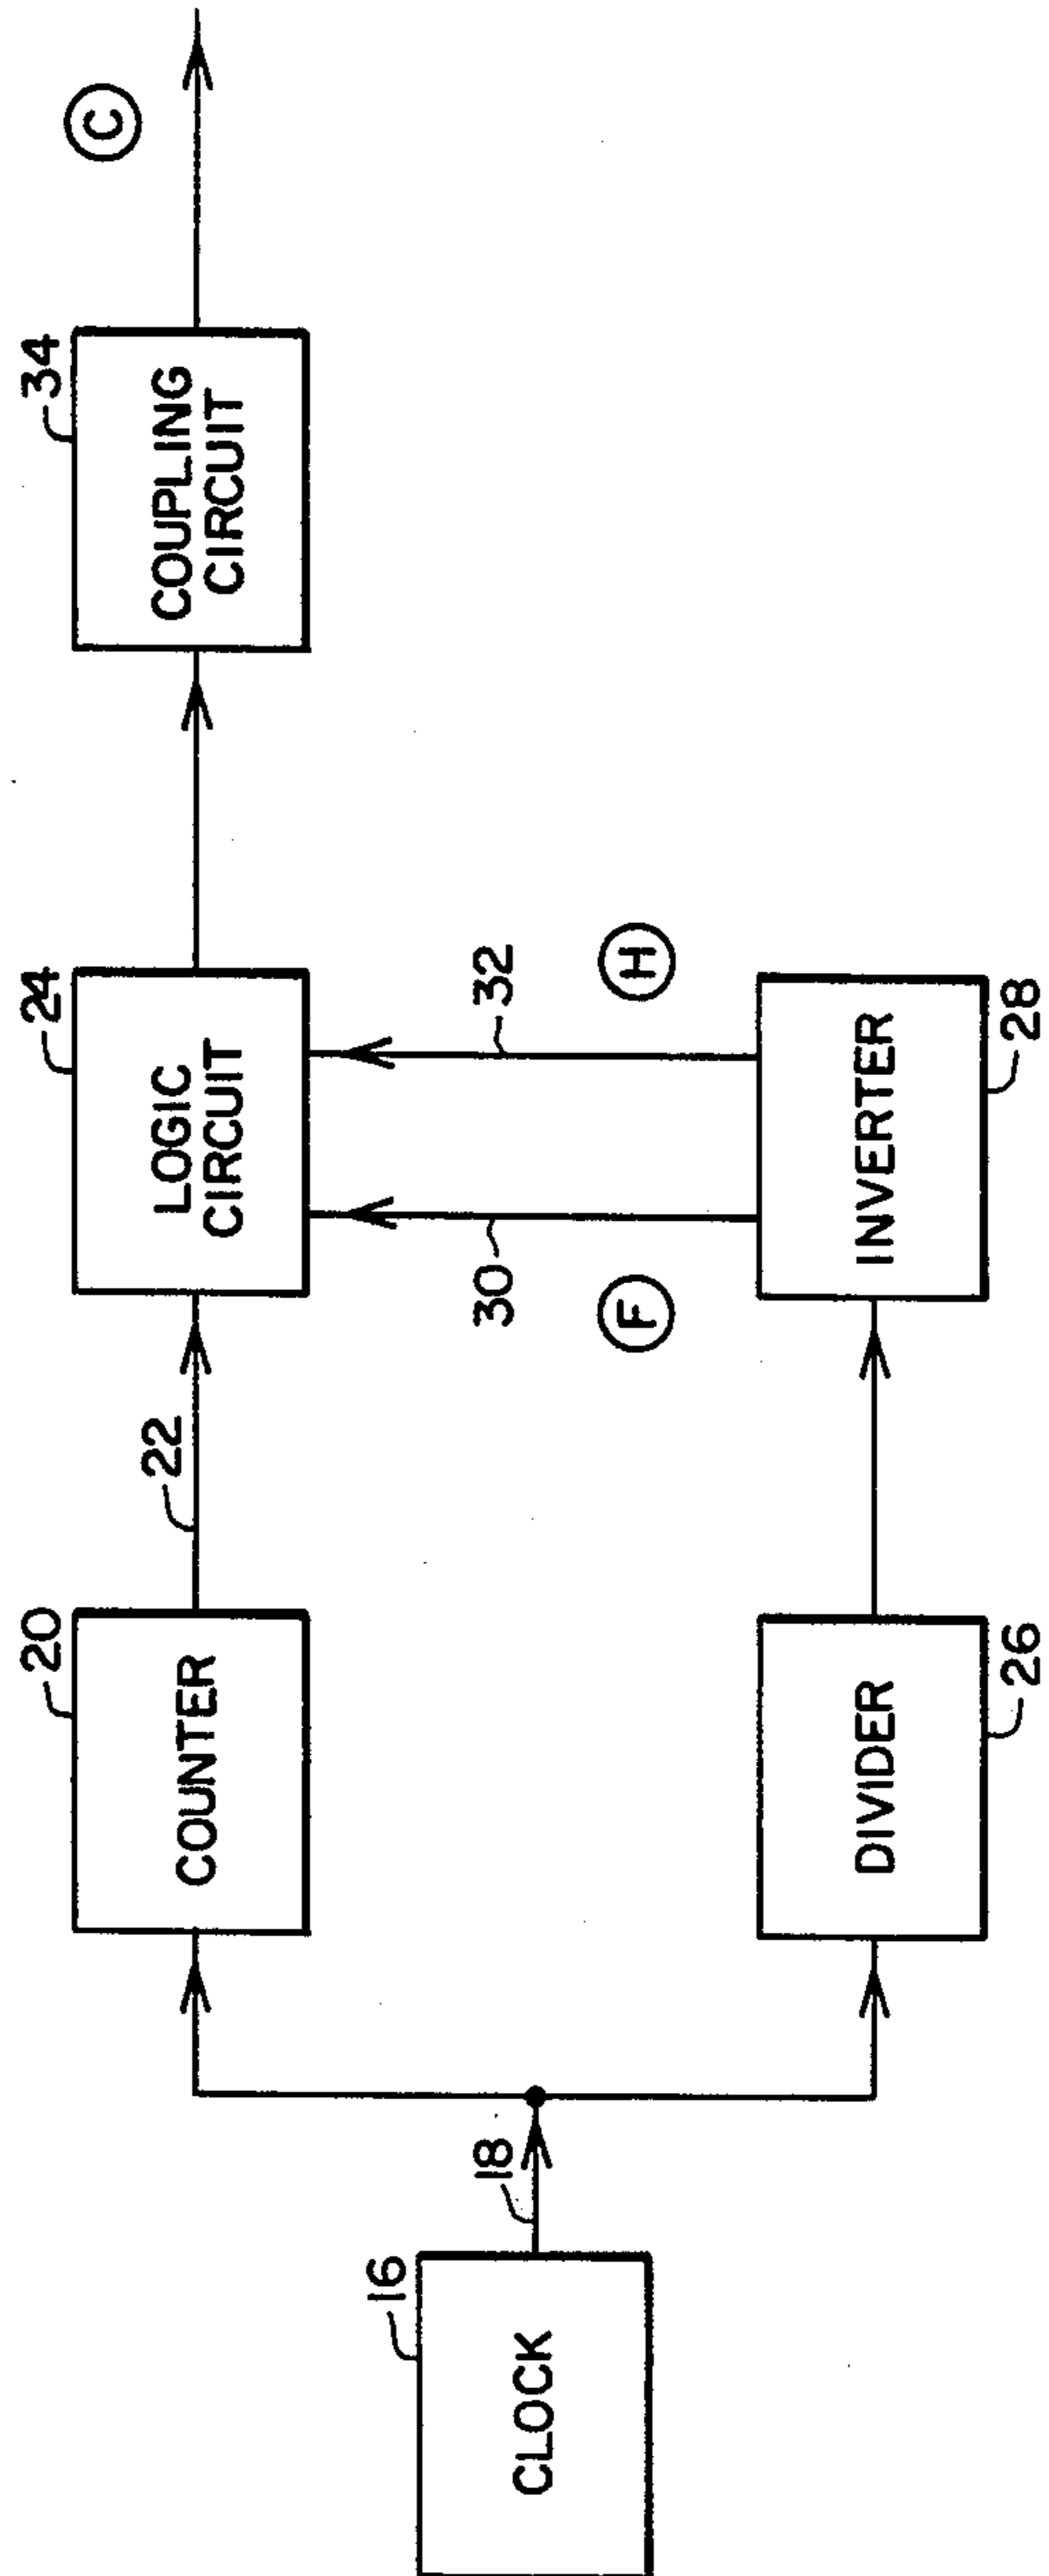 16
CLOCK
18
20
COUNTER
22
24
LOGIC
CIRCUIT
34
COUPLING
CIRCUIT
C
30
32
F
H
DIVIDER
26
INVERTER
28